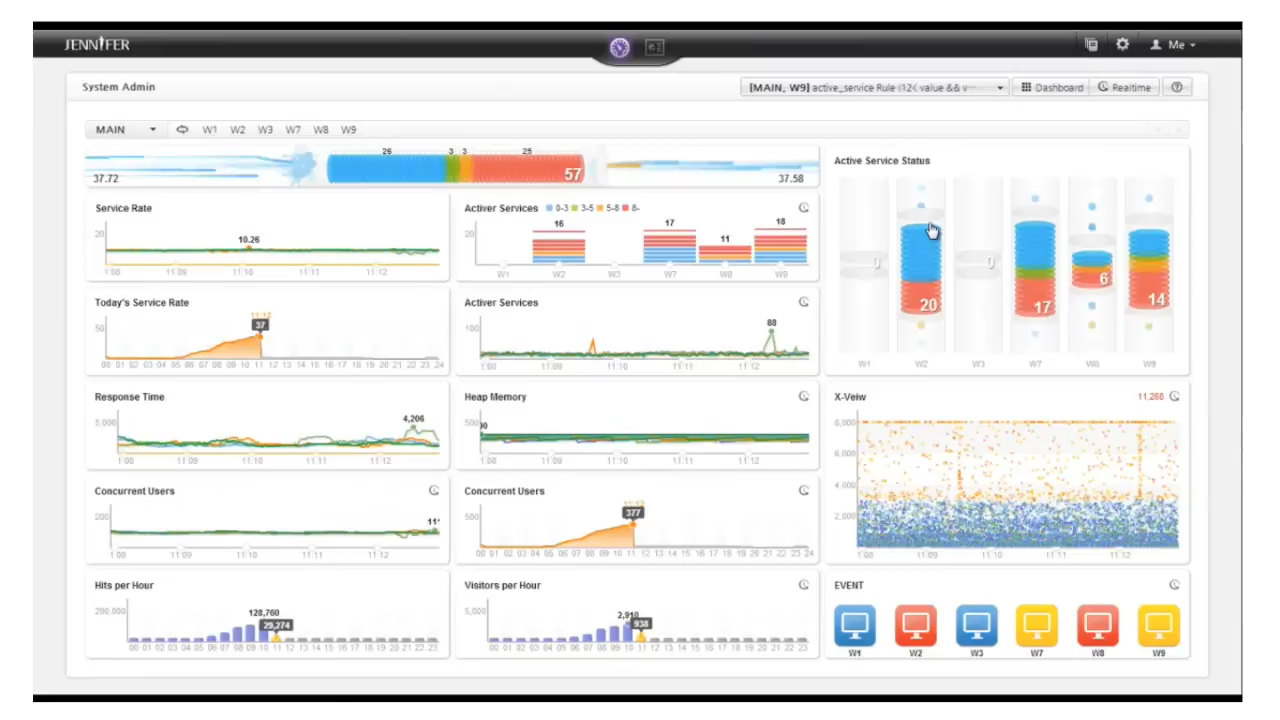 JENNIFER
Me
System Admin
[MAIN, W9] active_service Rule (12< value && v···
Dashboard
Realtime
MAIN W1 W2 W3 W7 W8 W9
26 3 3 25
57
37.72
37.58
Active Service Status
0 20 0 17 6 14
W1 W2 W3 W7 W8 W9
Service Rate
20
10.26
1:08 11:09 11:10 11:11 11:12
Activer Services 0-3 3-5 5-8 8-
20
16 17 11 18
W1 W2 W3 W7 W8 W9
Today's Service Rate
50
11:12
37
00 01 02 03 04 05 06 07 08 09 10 11 12 13 14 15 16 17 18 19 20 21 22 23 24
Activer Services
100
88
1:08 11:09 11:10 11:11 11:12
Response Time
5,000
4,206
1:08 11:09 11:10 11:11 11:12
Heap Memory
500
1:08 11:09 11:10 11:11 11:12
X-Veiw
11,268
8,000
6,000
4,000
2,000
1:08 11:09 11:10 11:11 11:12
Concurrent Users
200
11
1:08 11:09 11:10 11:11 11:12
Concurrent Users
500
11:12
377
00 01 02 03 04 05 06 07 08 09 10 11 12 13 14 15 16 17 18 19 20 21 22 23 24
Hits per Hour
200,000
128,760
29,274
00 01 02 03 04 05 06 07 08 09 10 11 12 13 14 15 16 17 18 19 20 21 22 23
Visitors per Hour
5,000
2,910
938
00 01 02 03 04 05 06 07 08 09 10 11 12 13 14 15 16 17 18 19 20 21 22 23
EVENT
W1 W2 W3 W7 W8 W9